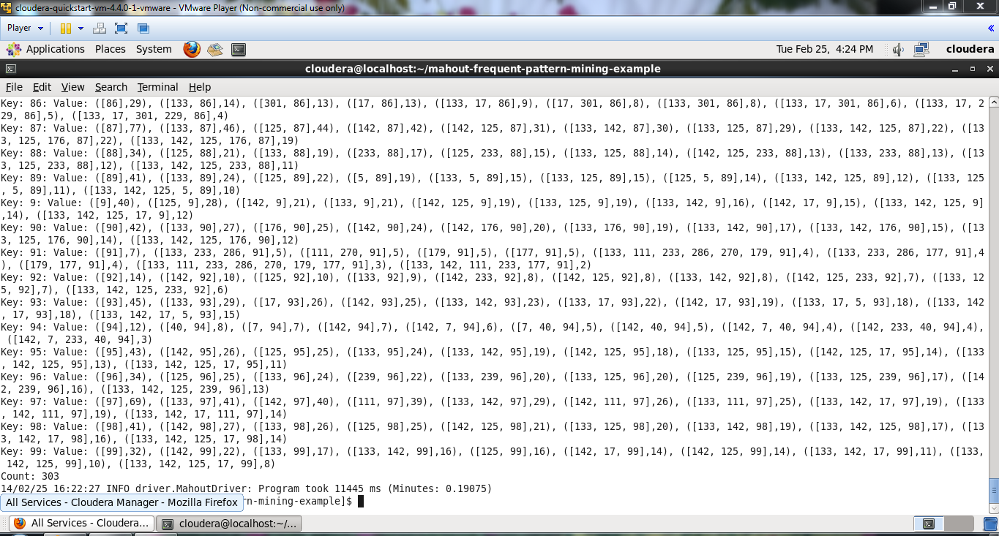 cloudera-quickstart-vm-4.4.0-1-vmware - VMware Player (Non-commercial use only)
Player
Applications Places System Tue Feb 25, 4:24 PM cloudera
cloudera@localhost:~/mahout-frequent-pattern-mining-example
File Edit View Search Terminal Help
Key: 86: Value: ([86],29), ([133, 86],14), ([301, 86],13), ([17, 86],13), ([133, 17, 86],9), ([17, 301, 86],8), ([133, 301, 86],8), ([133, 17, 301, 86],6), ([133, 17, 2
29, 86],5), ([133, 17, 301, 229, 86],4)
Key: 87: Value: ([87],77), ([133, 87],46), ([125, 87],44), ([142, 87],42), ([142, 125, 87],31), ([133, 142, 87],30), ([133, 125, 87],29), ([133, 142, 125, 87],22), ([13
3, 125, 176, 87],22), ([133, 142, 125, 176, 87],19)
Key: 88: Value: ([88],34), ([125, 88],21), ([133, 88],19), ([233, 88],17), ([125, 233, 88],15), ([133, 125, 88],14), ([142, 125, 233, 88],13), ([133, 233, 88],13), ([13
3, 125, 233, 88],12), ([133, 142, 125, 233, 88],11)
Key: 89: Value: ([89],41), ([133, 89],24), ([125, 89],22), ([5, 89],19), ([133, 5, 89],15), ([133, 125, 89],15), ([125, 5, 89],14), ([133, 142, 125, 89],12), ([133, 125
, 5, 89],11), ([133, 142, 125, 5, 89],10)
Key: 9: Value: ([9],40), ([125, 9],28), ([142, 9],21), ([133, 9],21), ([142, 125, 9],19), ([133, 125, 9],19), ([133, 142, 9],16), ([142, 17, 9],15), ([133, 142, 125, 9]
,14), ([133, 142, 125, 17, 9],12)
Key: 90: Value: ([90],42), ([133, 90],27), ([176, 90],25), ([142, 90],24), ([142, 176, 90],20), ([133, 176, 90],19), ([133, 142, 90],17), ([133, 142, 176, 90],15), ([13
3, 125, 176, 90],14), ([133, 142, 125, 176, 90],12)
Key: 91: Value: ([91],7), ([133, 233, 286, 91],5), ([111, 270, 91],5), ([179, 91],5), ([177, 91],5), ([133, 111, 233, 286, 270, 179, 91],4), ([133, 233, 286, 177, 91],4
), ([179, 177, 91],4), ([133, 111, 233, 286, 270, 179, 177, 91],3), ([133, 142, 111, 233, 177, 91],2)
Key: 92: Value: ([92],14), ([142, 92],10), ([125, 92],10), ([133, 92],9), ([142, 233, 92],8), ([142, 125, 92],8), ([133, 142, 92],8), ([142, 125, 233, 92],7), ([133, 12
5, 92],7), ([133, 142, 125, 233, 92],6)
Key: 93: Value: ([93],45), ([133, 93],29), ([17, 93],26), ([142, 93],25), ([133, 142, 93],23), ([133, 17, 93],22), ([142, 17, 93],19), ([133, 17, 5, 93],18), ([133, 142
, 17, 93],18), ([133, 142, 17, 5, 93],15)
Key: 94: Value: ([94],12), ([40, 94],8), ([7, 94],7), ([142, 94],7), ([142, 7, 94],6), ([7, 40, 94],5), ([142, 40, 94],5), ([142, 7, 40, 94],4), ([142, 233, 40, 94],4),
([142, 7, 233, 40, 94],3)
Key: 95: Value: ([95],43), ([142, 95],26), ([125, 95],25), ([133, 95],24), ([133, 142, 95],19), ([142, 125, 95],18), ([133, 125, 95],15), ([142, 125, 17, 95],14), ([133
, 142, 125, 95],13), ([133, 142, 125, 17, 95],11)
Key: 96: Value: ([96],34), ([125, 96],25), ([133, 96],24), ([239, 96],22), ([133, 239, 96],20), ([133, 125, 96],20), ([125, 239, 96],19), ([133, 125, 239, 96],17), ([14
2, 239, 96],16), ([133, 142, 125, 239, 96],13)
Key: 97: Value: ([97],69), ([133, 97],41), ([142, 97],40), ([111, 97],39), ([133, 142, 97],29), ([142, 111, 97],26), ([133, 111, 97],25), ([133, 142, 17, 97],19), ([133
, 142, 111, 97],19), ([133, 142, 17, 111, 97],14)
Key: 98: Value: ([98],41), ([142, 98],27), ([133, 98],26), ([125, 98],25), ([142, 125, 98],21), ([133, 125, 98],20), ([133, 142, 98],19), ([133, 142, 125, 98],17), ([13
3, 142, 17, 98],16), ([133, 142, 125, 17, 98],14)
Key: 99: Value: ([99],32), ([142, 99],22), ([133, 99],17), ([133, 142, 99],16), ([125, 99],16), ([142, 17, 99],14), ([142, 125, 99],14), ([133, 142, 17, 99],11), ([133,
142, 125, 99],10), ([133, 142, 125, 17, 99],8)
Count: 303
14/02/25 16:22:27 INFO driver.MahoutDriver: Program took 11445 ms (Minutes: 0.19075)
All Services - Cloudera Manager - Mozilla Firefox rn-mining-example]$
All Services - Cloudera... cloudera@localhost:~/...